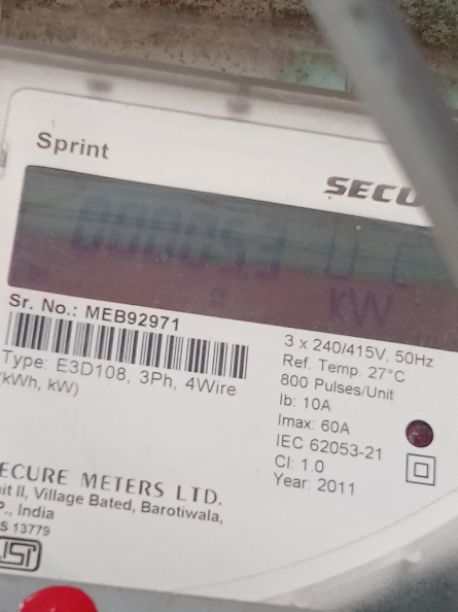 Sprint
SECU
kW
Sr. No.: MEB92971
Type: E3D108, 3Ph, 4Wire
(kWh, kW)
3 x 240/415V, 50Hz
Ref. Temp. 27°C
800 Pulses/Unit
Ib: 10A
Imax: 60A
IEC 62053-21
Cl: 1.0
Year: 2011
ECURE METERS LTD.
it II, Village Bated, Barotiwala,
P., India
S 13779
ISI